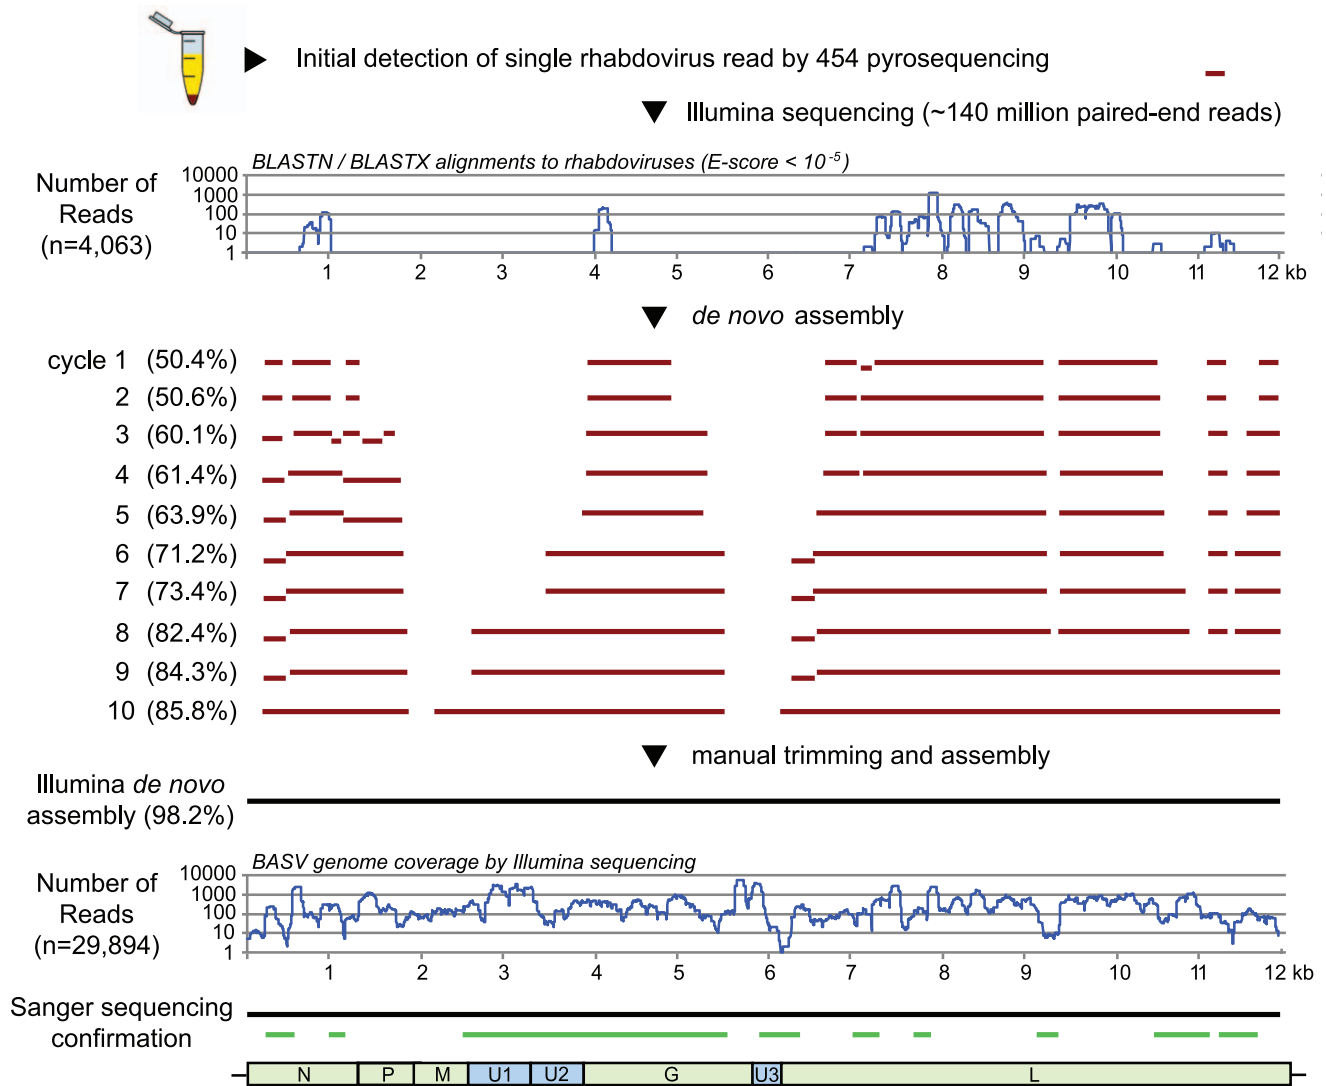 Initial detection of single rhabdovirus read by 454 pyrosequencing
Illumina sequencing (~140 million paired-end reads)
BLASTN / BLASTX alignments to rhabdoviruses (E-score < 10⁻⁵)
Number of
Reads
(n=4,063)
10000
1000
100
10
1
1 2 3 4 5 6 7 8 9 10 11 12 kb
de novo assembly
cycle 1 (50.4%)
2 (50.6%)
3 (60.1%)
4 (61.4%)
5 (63.9%)
6 (71.2%)
7 (73.4%)
8 (82.4%)
9 (84.3%)
10 (85.8%)
manual trimming and assembly
Illumina de novo
assembly (98.2%)
BASV genome coverage by Illumina sequencing
Number of
Reads
(n=29,894)
10000
1000
100
10
1
1 2 3 4 5 6 7 8 9 10 11 12 kb
Sanger sequencing
confirmation
N P M U1 U2 G U3 L